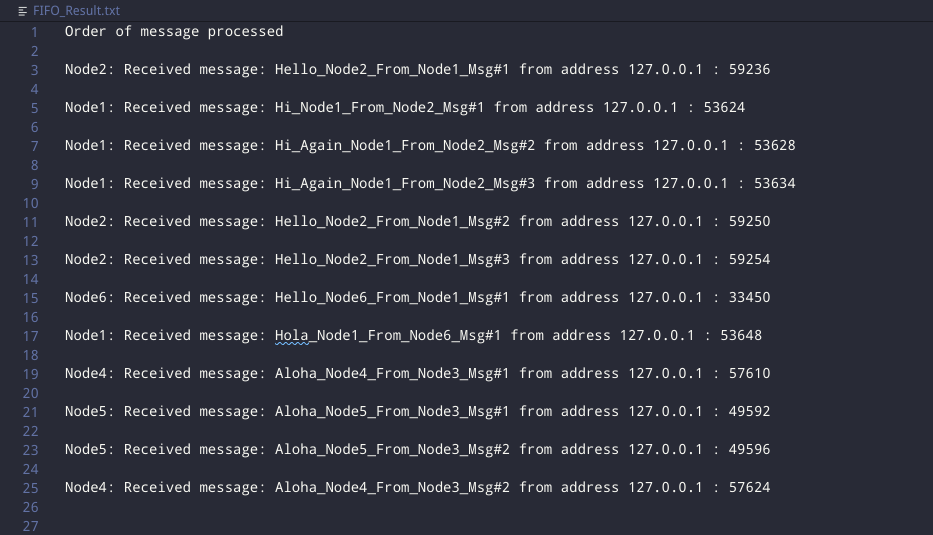 FIFO_Result.txt
1 Order of message processed
2
3 Node2: Received message: Hello_Node2_From_Node1_Msg#1 from address 127.0.0.1 : 59236
4
5 Node1: Received message: Hi_Node1_From_Node2_Msg#1 from address 127.0.0.1 : 53624
6
7 Node1: Received message: Hi_Again_Node1_From_Node2_Msg#2 from address 127.0.0.1 : 53628
8
9 Node1: Received message: Hi_Again_Node1_From_Node2_Msg#3 from address 127.0.0.1 : 53634
10
11 Node2: Received message: Hello_Node2_From_Node1_Msg#2 from address 127.0.0.1 : 59250
12
13 Node2: Received message: Hello_Node2_From_Node1_Msg#3 from address 127.0.0.1 : 59254
14
15 Node6: Received message: Hello_Node6_From_Node1_Msg#1 from address 127.0.0.1 : 33450
16
17 Node1: Received message: Hola_Node1_From_Node6_Msg#1 from address 127.0.0.1 : 53648
18
19 Node4: Received message: Aloha_Node4_From_Node3_Msg#1 from address 127.0.0.1 : 57610
20
21 Node5: Received message: Aloha_Node5_From_Node3_Msg#1 from address 127.0.0.1 : 49592
22
23 Node5: Received message: Aloha_Node5_From_Node3_Msg#2 from address 127.0.0.1 : 49596
24
25 Node4: Received message: Aloha_Node4_From_Node3_Msg#2 from address 127.0.0.1 : 57624
26
27